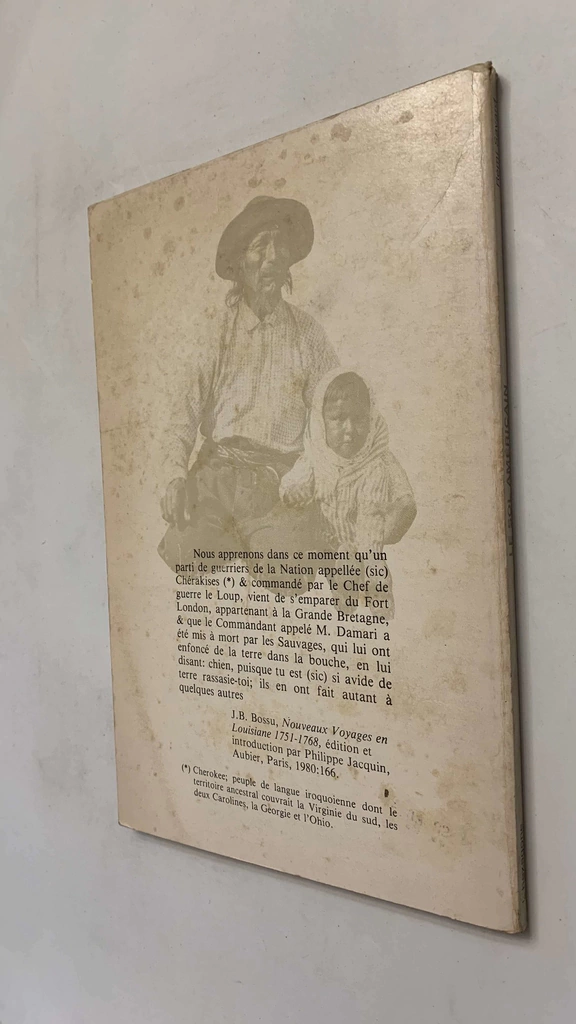 Nous apprenons dans ce moment qu'un
parti de guerriers de la Nation appellée (sic)
Chérakises (*) & commandé par le Chef de
guerre le Loup, vient de s'emparer du Fort
London, appartenant à la Grande Bretagne,
& que le Commandant appelé M. Damari a
été mis à mort par les Sauvages, qui lui ont
enfoncé de la terre dans la bouche, en lui
disant: chien, puisque tu est (sic) si avide de
terre rassasie-toi; ils en ont fait autant à
quelques autres
J.B. Bossu, Nouveaux Voyages en
Louisiane 1751-1768, édition et
introduction par Philippe Jacquin,
Aubier, Paris, 1980:166.
(*) Cherokee; peuple de langue iroquoienne dont le
territoire ancestral couvrait la Virginie du sud, les
deux Carolines, la Géorgie et l'Ohio.